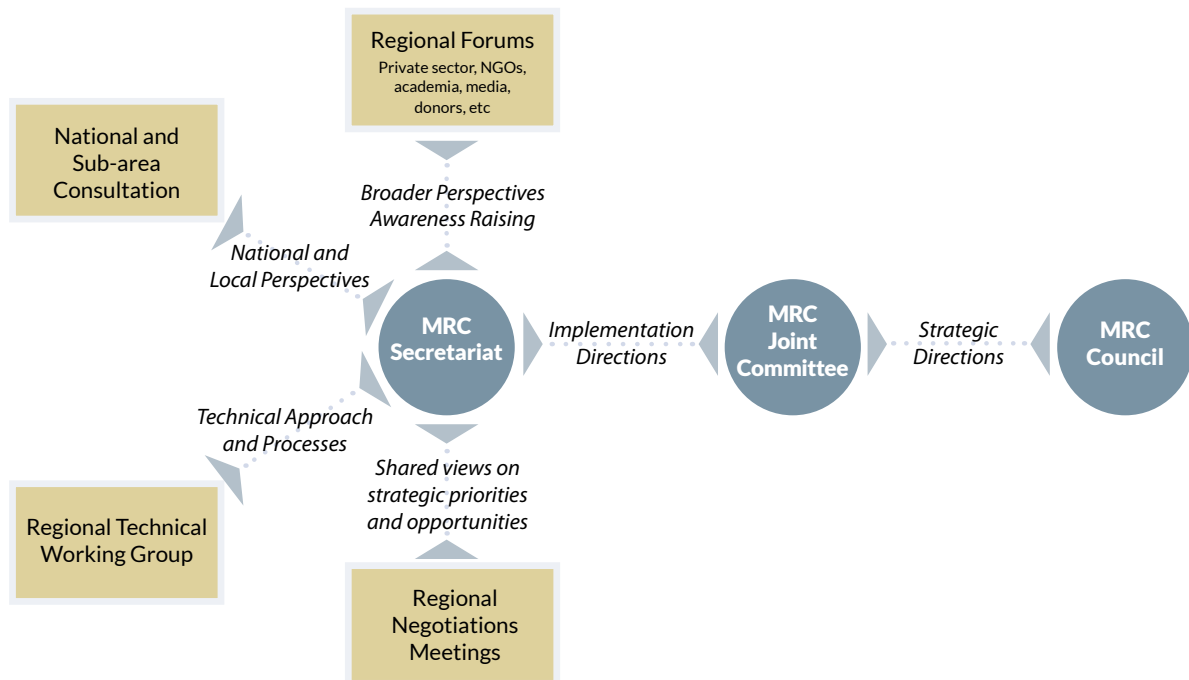 Regional Forums
Private sector, NGOs,
academia, media,
donors, etc
National and
Sub-area
Consultation
Broader Perspectives
Awareness Raising
National and
Local Perspectives
MRC
Secretariat
Implementation
Directions
MRC
Joint
Committee
Strategic
Directions
MRC
Council
Technical Approach
and Processes
Shared views on
strategic priorities
and opportunities
Regional Technical
Working Group
Regional
Negotiations
Meetings